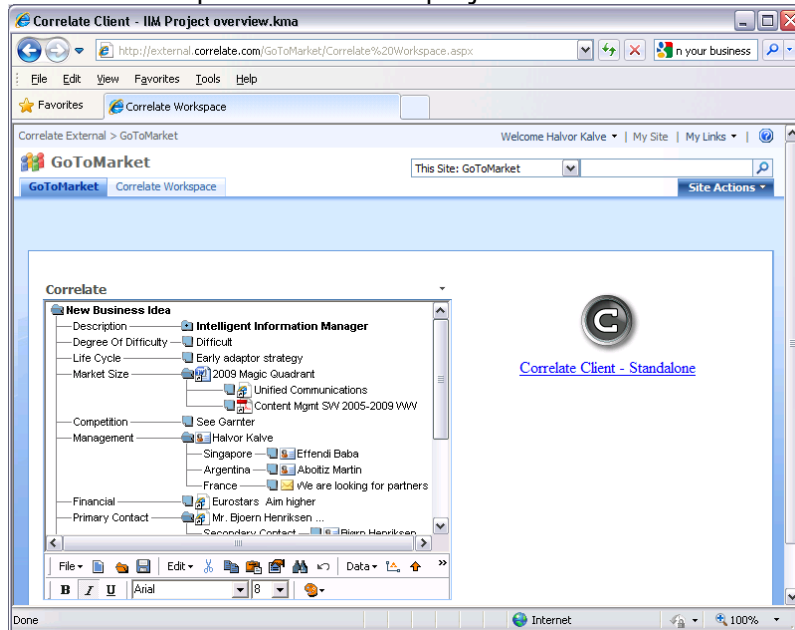 Correlate Client - IIM Project overview.kma
http://external.correlate.com/GoToMarket/Correlate%20Workspace.aspx
n your business
File Edit View Favorites Tools Help
Favorites Correlate Workspace
Correlate External > GoToMarket
Welcome Halvor Kalve | My Site | My Links |
GoToMarket
This Site: GoToMarket
GoToMarket Correlate Workspace
Site Actions
Correlate
New Business Idea
Description Intelligent Information Manager
Degree Of Difficulty Difficult
Life Cycle Early adaptor strategy
Market Size 2009 Magic Quadrant
Unified Communications
Content Mgmt SW 2005-2009 WW
Competition See Garnter
Management Halvor Kalve
Singapore Effendi Baba
Argentina Aboitiz Martin
France We are looking for partners
Financial Eurostars Aim higher
Primary Contact Mr. Bjoern Henriksen ...
Secondary Contact Bjørn Henriksen
C
Correlate Client - Standalone
File Edit Data »
B I U Arial 8
Done Internet 100%